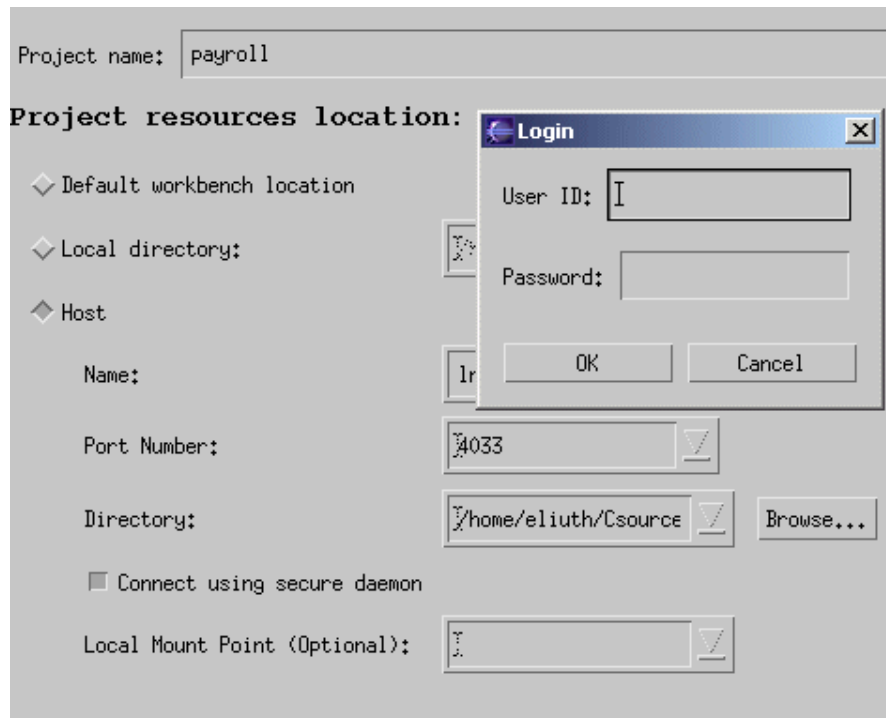 Project name: payroll
Project resources location:
Default workbench location
Local directory:
Host
Name:
Port Number: 4033
Directory: /home/eliuth/Csource Browse...
Connect using secure daemon
Local Mount Point (Optional):
Login
User ID:
Password:
OK Cancel